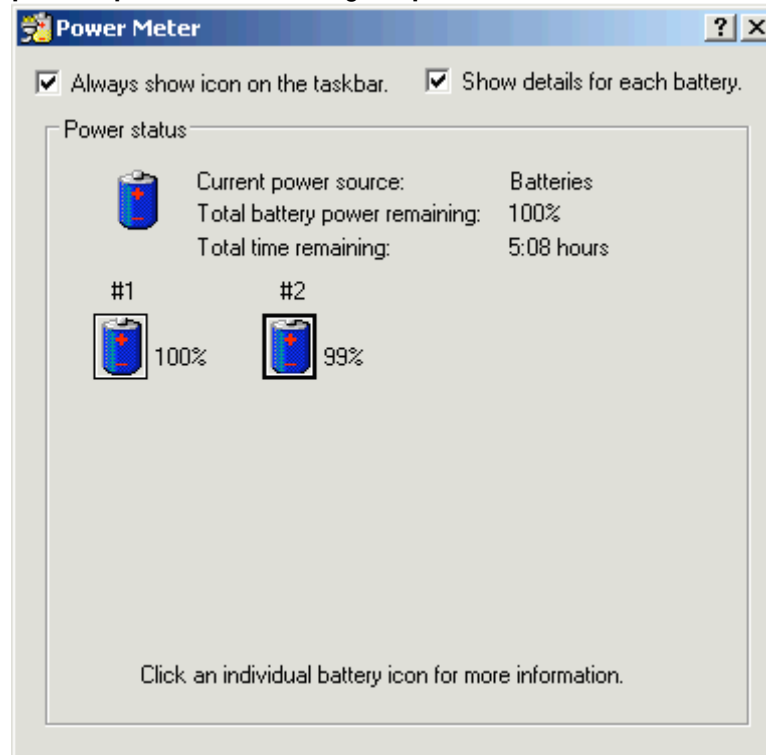 Power Meter
Always show icon on the taskbar. Show details for each battery.
Power status
Current power source: Batteries
Total battery power remaining: 100%
Total time remaining: 5:08 hours
#1 #2
100% 99%
Click an individual battery icon for more information.